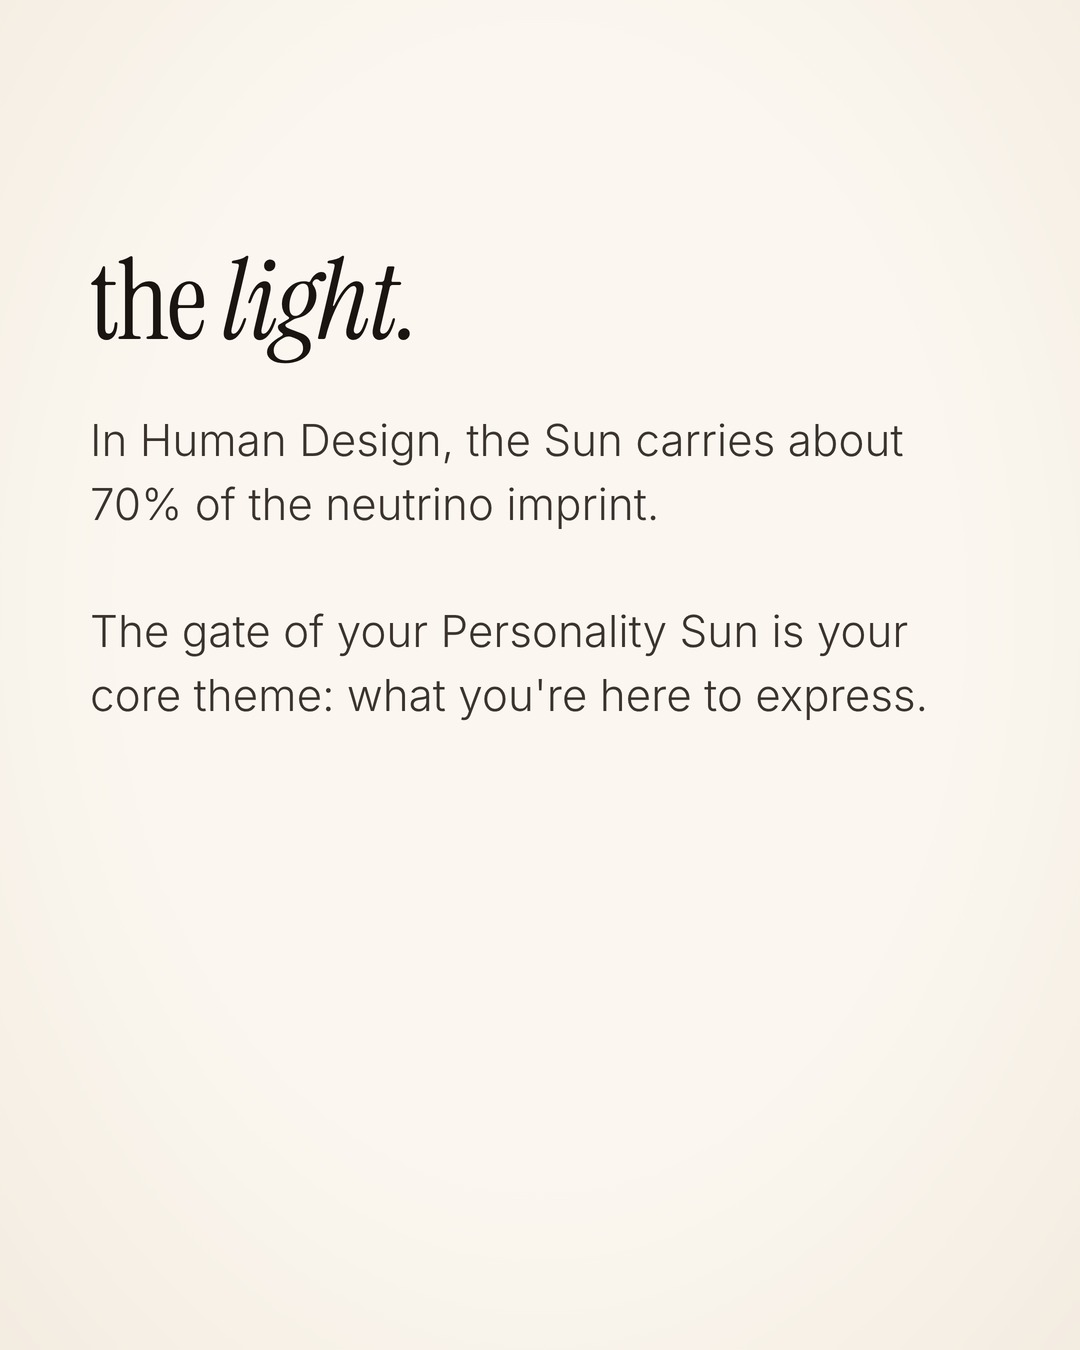 the light.
In Human Design, the Sun carries about
70% of the neutrino imprint.
The gate of your Personality Sun is your
core theme: what you're here to express.